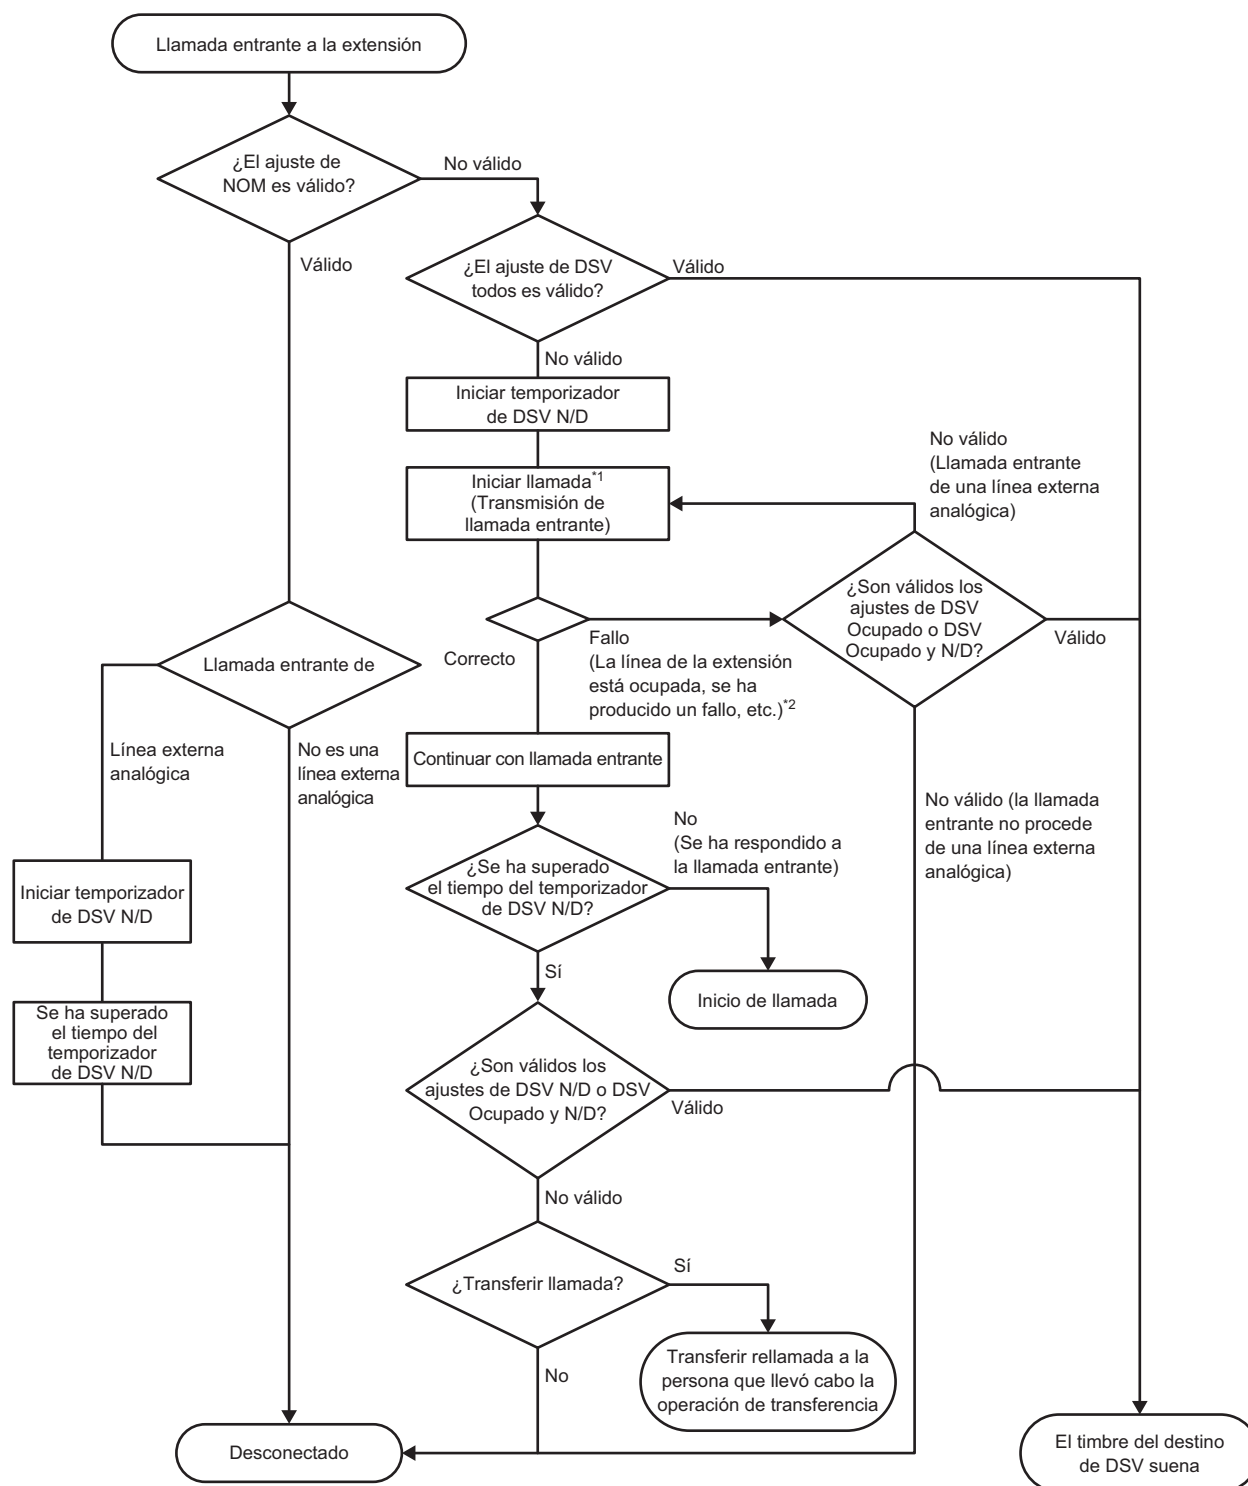 Llamada entrante a la extensión
¿El ajuste de
NOM es válido?
No válido
Válido
¿El ajuste de DSV
todos es válido?
Válido
No válido
Iniciar temporizador
de DSV N/D
Iniciar llamada*1
(Transmisión de
llamada entrante)
No válido
(Llamada entrante
de una línea externa
analógica)
¿Son válidos los
ajustes de DSV
Ocupado o DSV
Ocupado y N/D?
Válido
Fallo
(La línea de la extensión
está ocupada, se ha
producido un fallo, etc.)*2
Correcto
Llamada entrante de
Línea externa
analógica
No es una
línea externa
analógica
Continuar con llamada entrante
No válido (la llamada
entrante no procede
de una línea externa
analógica)
No
(Se ha respondido a
la llamada entrante)
¿Se ha superado
el tiempo del temporizador
de DSV N/D?
Iniciar temporizador
de DSV N/D
Sí
Inicio de llamada
Se ha superado
el tiempo del
temporizador
de DSV N/D
¿Son válidos los
ajustes de DSV N/D o DSV
Ocupado y N/D?
Válido
No válido
¿Transferir llamada?
Sí
No
Transferir rellamada a la
persona que llevó cabo la
operación de transferencia
Desconectado
El timbre del destino
de DSV suena